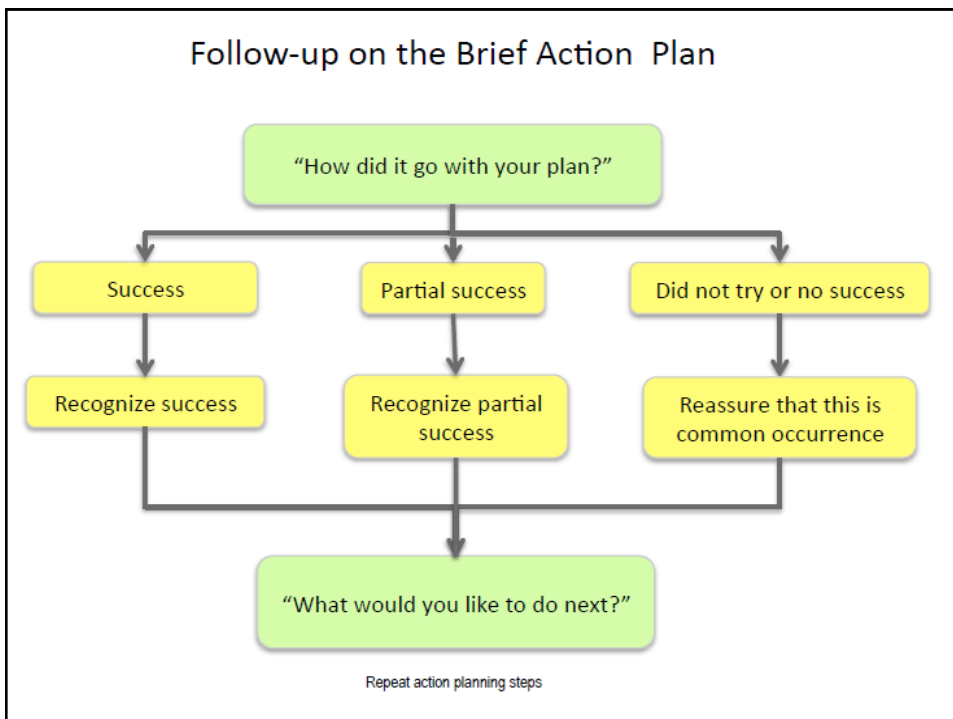 Follow-up on the Brief Action Plan
“How did it go with your plan?”
Success
Partial success
Did not try or no success
Recognize success
Recognize partial
success
Reassure that this is
common occurrence
“What would you like to do next?”
Repeat action planning steps